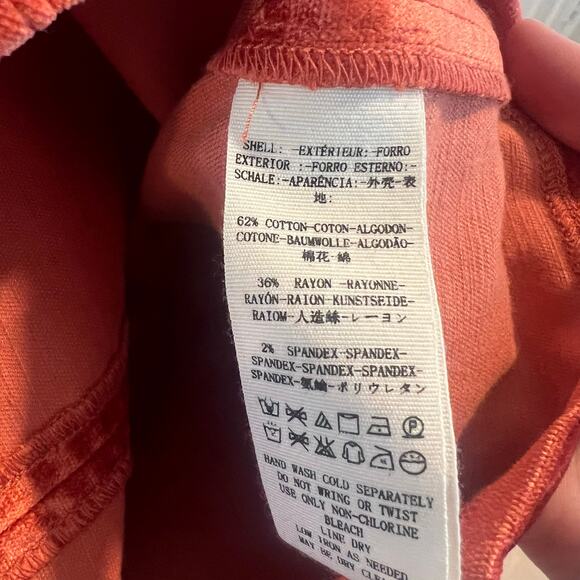 SHELL: -EXTÉRIEUR: FORRO
EXTERIOR :-FORRO ESTERNO:-
SCHALE:-APARÊNCIA:-外壳-表
地:
62% COTTON-COTON-ALGODON-
COTONE-BAUMWOLLE-ALGODÃO-
棉花-綿
36% RAYON -RAYONNE-
RAYÓN-RAION KUNSTSEIDE-
RAIOM-人造絲-レーヨン
2% SPANDEX-SPANDEX-
SPANDEX-SPANDEX-SPANDEX-
SPANDEX-氨綸-ポリウレタン
P
HAND WASH COLD SEPARATELY
DO NOT WRING OR TWIST
USE ONLY NON-CHLORINE
BLEACH
LINE DRY
LOW IRON AS NEEDED
MAY BE DRY